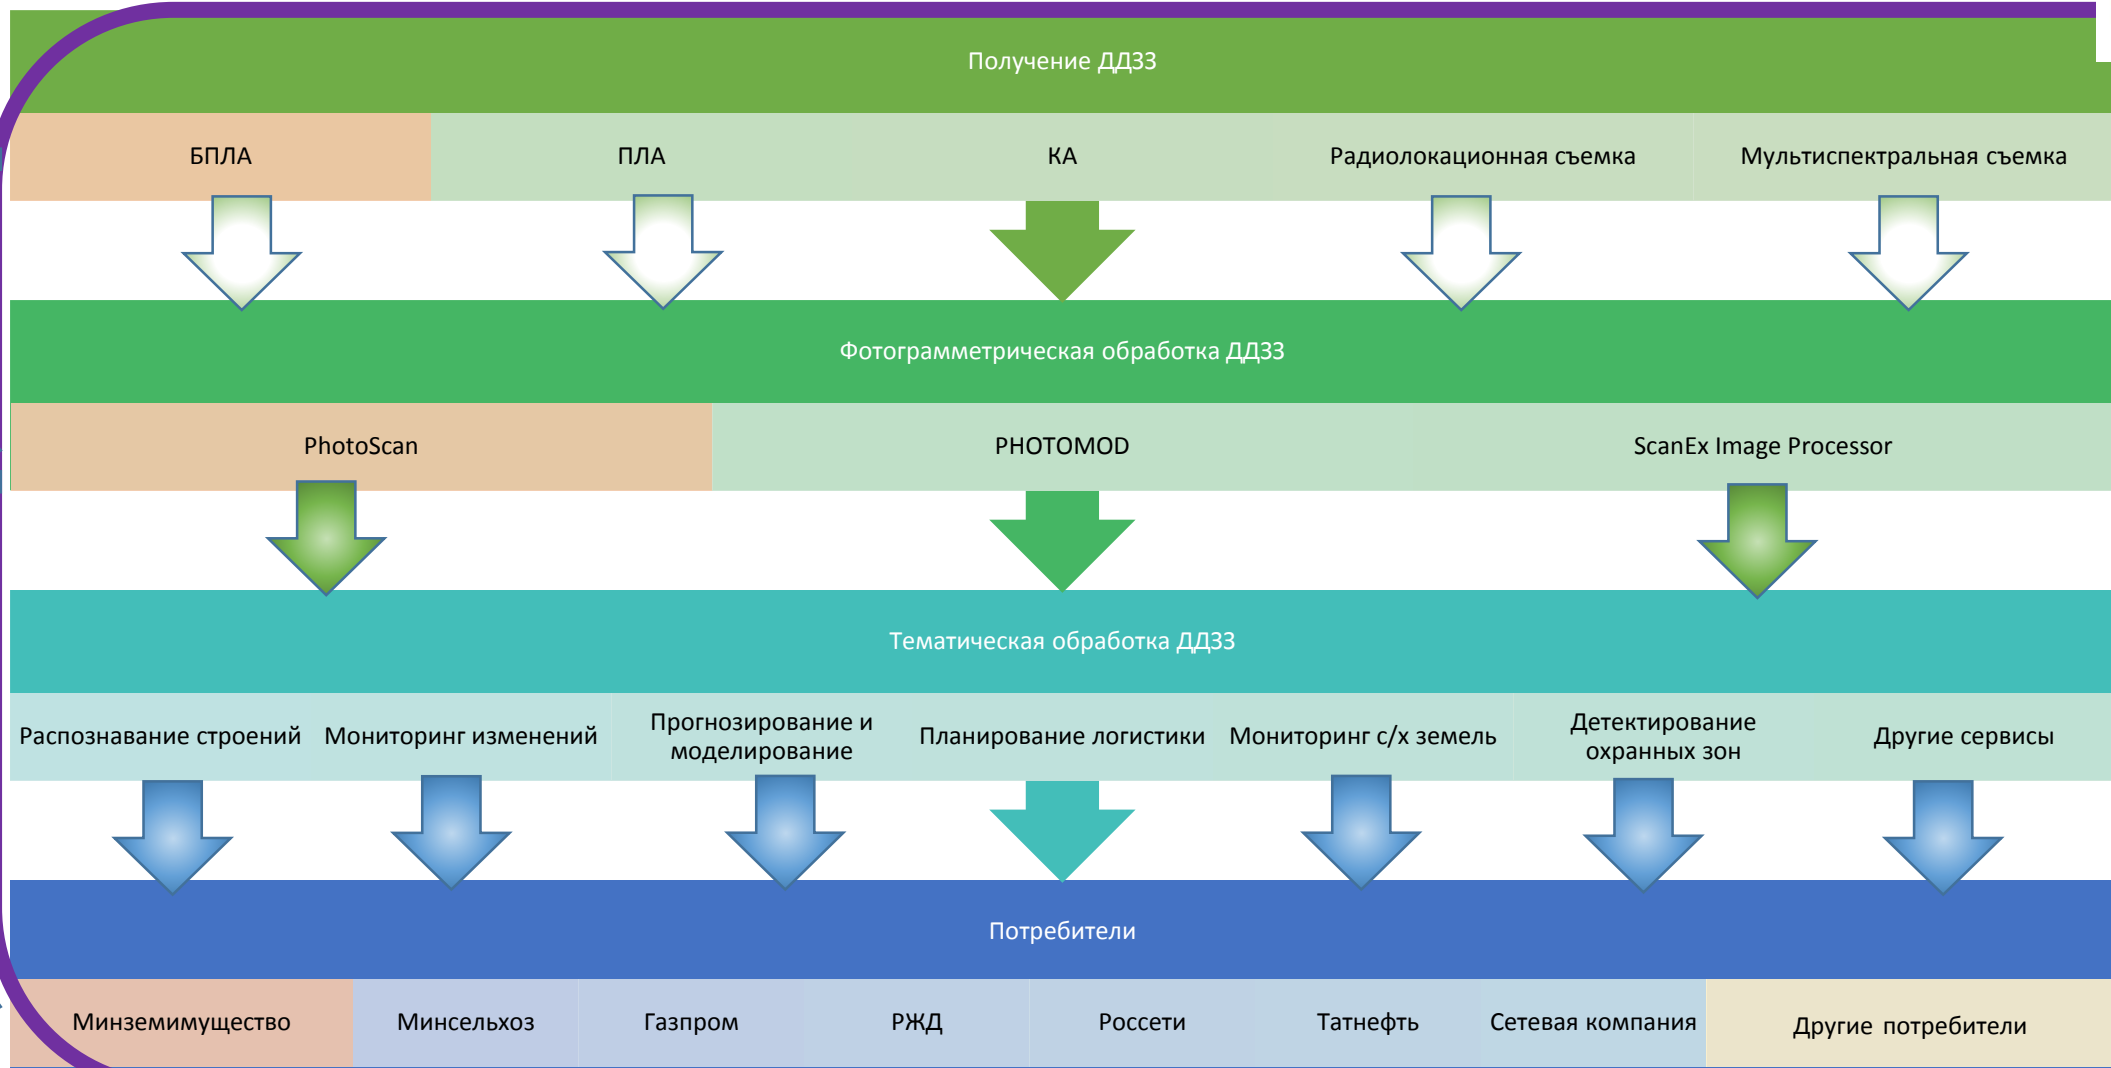 Получение ДДЗЗ
БПЛА
ПЛА
КА
Радиолокационная съемка
Мультиспектральная съемка
Фотограмметрическая обработка ДДЗЗ
PhotoScan
PHOTOMOD
ScanEx Image Processor
Тематическая обработка ДДЗЗ
Распознавание строений
Мониторинг изменений
Прогнозирование и
моделирование
Планирование логистики
Мониторинг с/х земель
Детектирование
охранных зон
Другие сервисы
Потребители
Минземимущество
Минсельхоз
Газпром
РЖД
Россети
Татнефть
Сетевая компания
Другие потребители